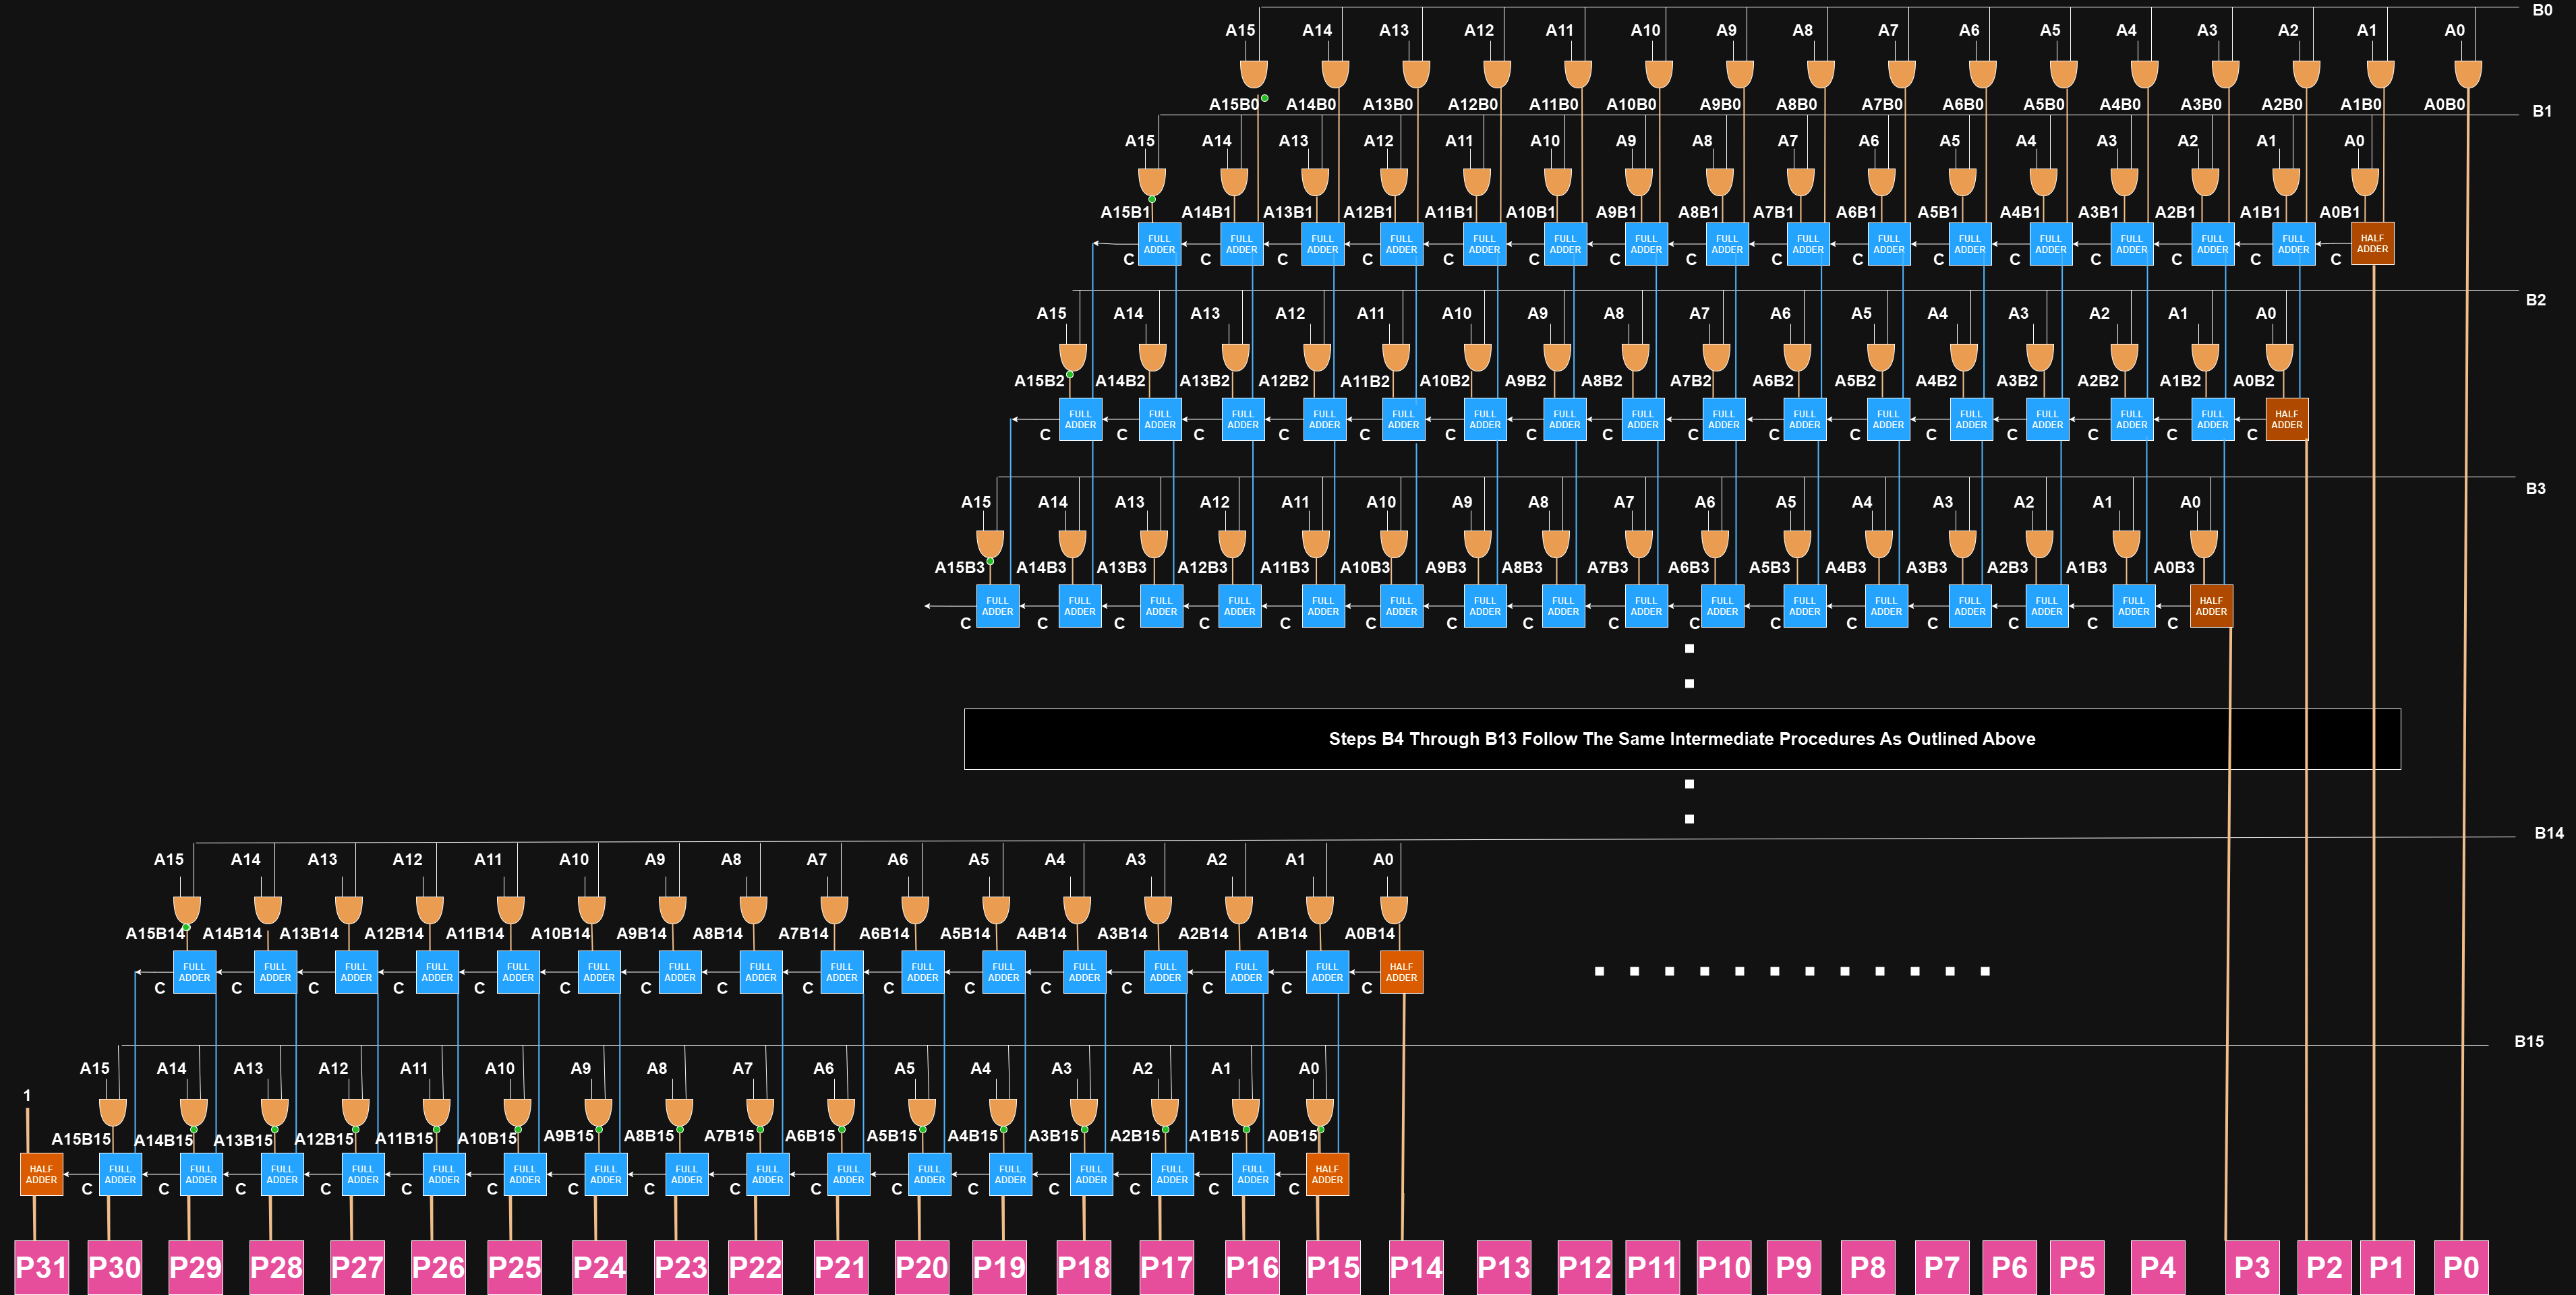 B0
A15 A14 A13 A12 A11 A10 A9 A8 A7 A6 A5 A4 A3 A2 A1 A0
A15B0 A14B0 A13B0 A12B0 A11B0 A10B0 A9B0 A8B0 A7B0 A6B0 A5B0 A4B0 A3B0 A2B0 A1B0 A0B0
B1
A15 A14 A13 A12 A11 A10 A9 A8 A7 A6 A5 A4 A3 A2 A1 A0
A15B1 A14B1 A13B1 A12B1 A11B1 A10B1 A9B1 A8B1 A7B1 A6B1 A5B1 A4B1 A3B1 A2B1 A1B1 A0B1
FULL FULL FULL FULL FULL FULL FULL FULL FULL FULL FULL FULL FULL FULL FULL HALF
ADDER ADDER ADDER ADDER ADDER ADDER ADDER ADDER ADDER ADDER ADDER ADDER ADDER ADDER ADDER ADDER
C C C C C C C C C C C C C C C C
B2
A15 A14 A13 A12 A11 A10 A9 A8 A7 A6 A5 A4 A3 A2 A1 A0
A15B2 A14B2 A13B2 A12B2 A11B2 A10B2 A9B2 A8B2 A7B2 A6B2 A5B2 A4B2 A3B2 A2B2 A1B2 A0B2
FULL FULL FULL FULL FULL FULL FULL FULL FULL FULL FULL FULL FULL FULL FULL HALF
ADDER ADDER ADDER ADDER ADDER ADDER ADDER ADDER ADDER ADDER ADDER ADDER ADDER ADDER ADDER ADDER
C C C C C C C C C C C C C C C C
B3
A15 A14 A13 A12 A11 A10 A9 A8 A7 A6 A5 A4 A3 A2 A1 A0
A15B3 A14B3 A13B3 A12B3 A11B3 A10B3 A9B3 A8B3 A7B3 A6B3 A5B3 A4B3 A3B3 A2B3 A1B3 A0B3
FULL FULL FULL FULL FULL FULL FULL FULL FULL FULL FULL FULL FULL FULL FULL HALF
ADDER ADDER ADDER ADDER ADDER ADDER ADDER ADDER ADDER ADDER ADDER ADDER ADDER ADDER ADDER ADDER
C C C C C C C C C C C C C C C C
Steps B4 Through B13 Follow The Same Intermediate Procedures As Outlined Above
B14
A15 A14 A13 A12 A11 A10 A9 A8 A7 A6 A5 A4 A3 A2 A1 A0
A15B14 A14B14 A13B14 A12B14 A11B14 A10B14 A9B14 A8B14 A7B14 A6B14 A5B14 A4B14 A3B14 A2B14 A1B14 A0B14
FULL FULL FULL FULL FULL FULL FULL FULL FULL FULL FULL FULL FULL FULL FULL HALF
ADDER ADDER ADDER ADDER ADDER ADDER ADDER ADDER ADDER ADDER ADDER ADDER ADDER ADDER ADDER ADDER
C C C C C C C C C C C C C C C C
B15
A15 A14 A13 A12 A11 A10 A9 A8 A7 A6 A5 A4 A3 A2 A1 A0
1
A15B15 A14B15 A13B15 A12B15 A11B15 A10B15 A9B15 A8B15 A7B15 A6B15 A5B15 A4B15 A3B15 A2B15 A1B15 A0B15
HALF FULL FULL FULL FULL FULL FULL FULL FULL FULL FULL FULL FULL FULL FULL FULL HALF
ADDER ADDER ADDER ADDER ADDER ADDER ADDER ADDER ADDER ADDER ADDER ADDER ADDER ADDER ADDER ADDER ADDER
C C C C C C C C C C C C C C C C
P31 P30 P29 P28 P27 P26 P25 P24 P23 P22 P21 P20 P19 P18 P17 P16 P15 P14 P13 P12 P11 P10 P9 P8 P7 P6 P5 P4 P3 P2 P1 P0